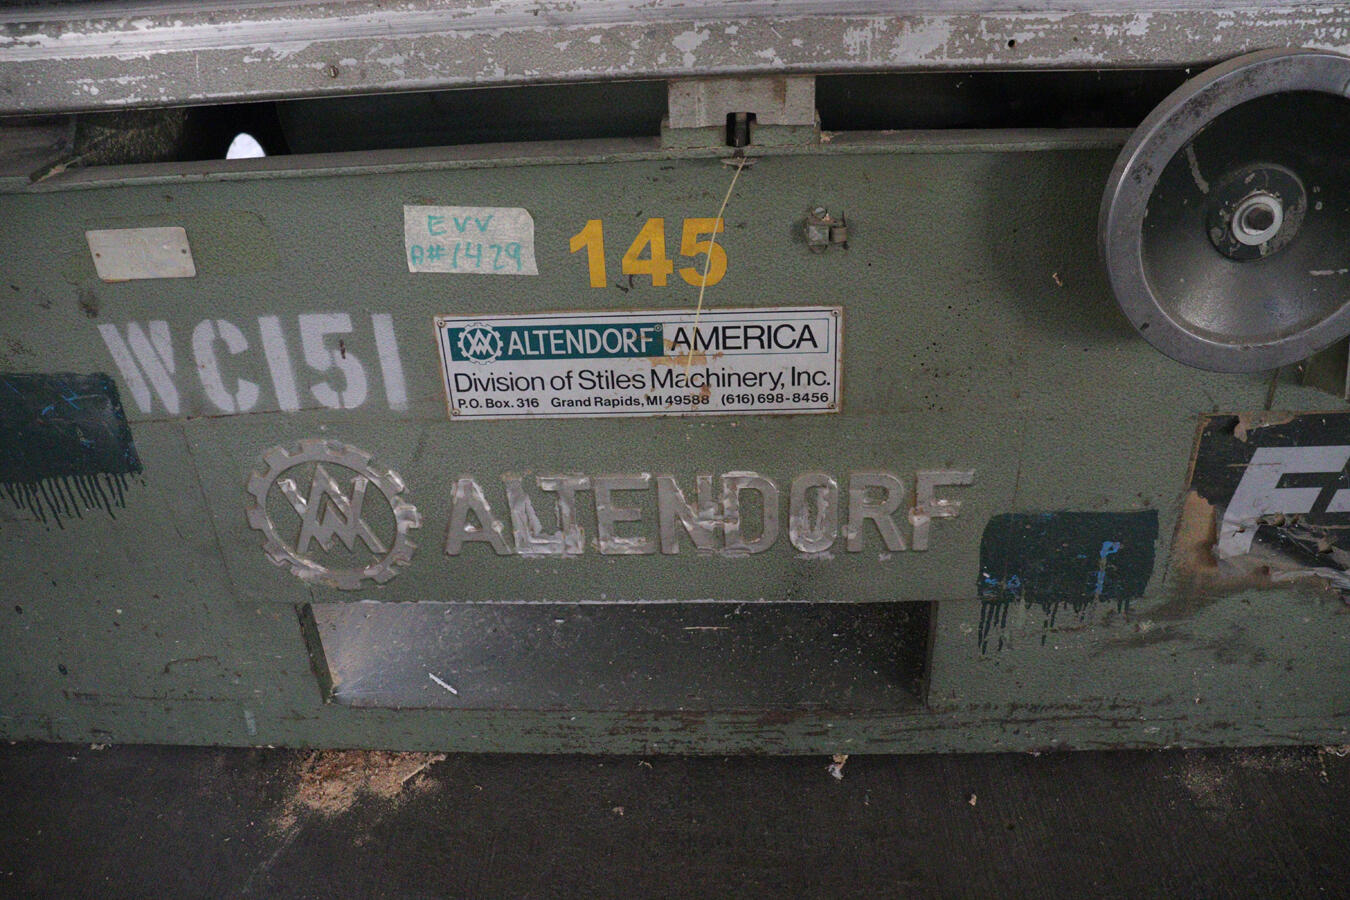 EVV
A#1429
145
WC151
ALTENDORF® AMERICA
Division of Stiles Machinery, Inc.
P.O. Box. 316 Grand Rapids, MI 49588 (616) 698-8456
ALTENDORF